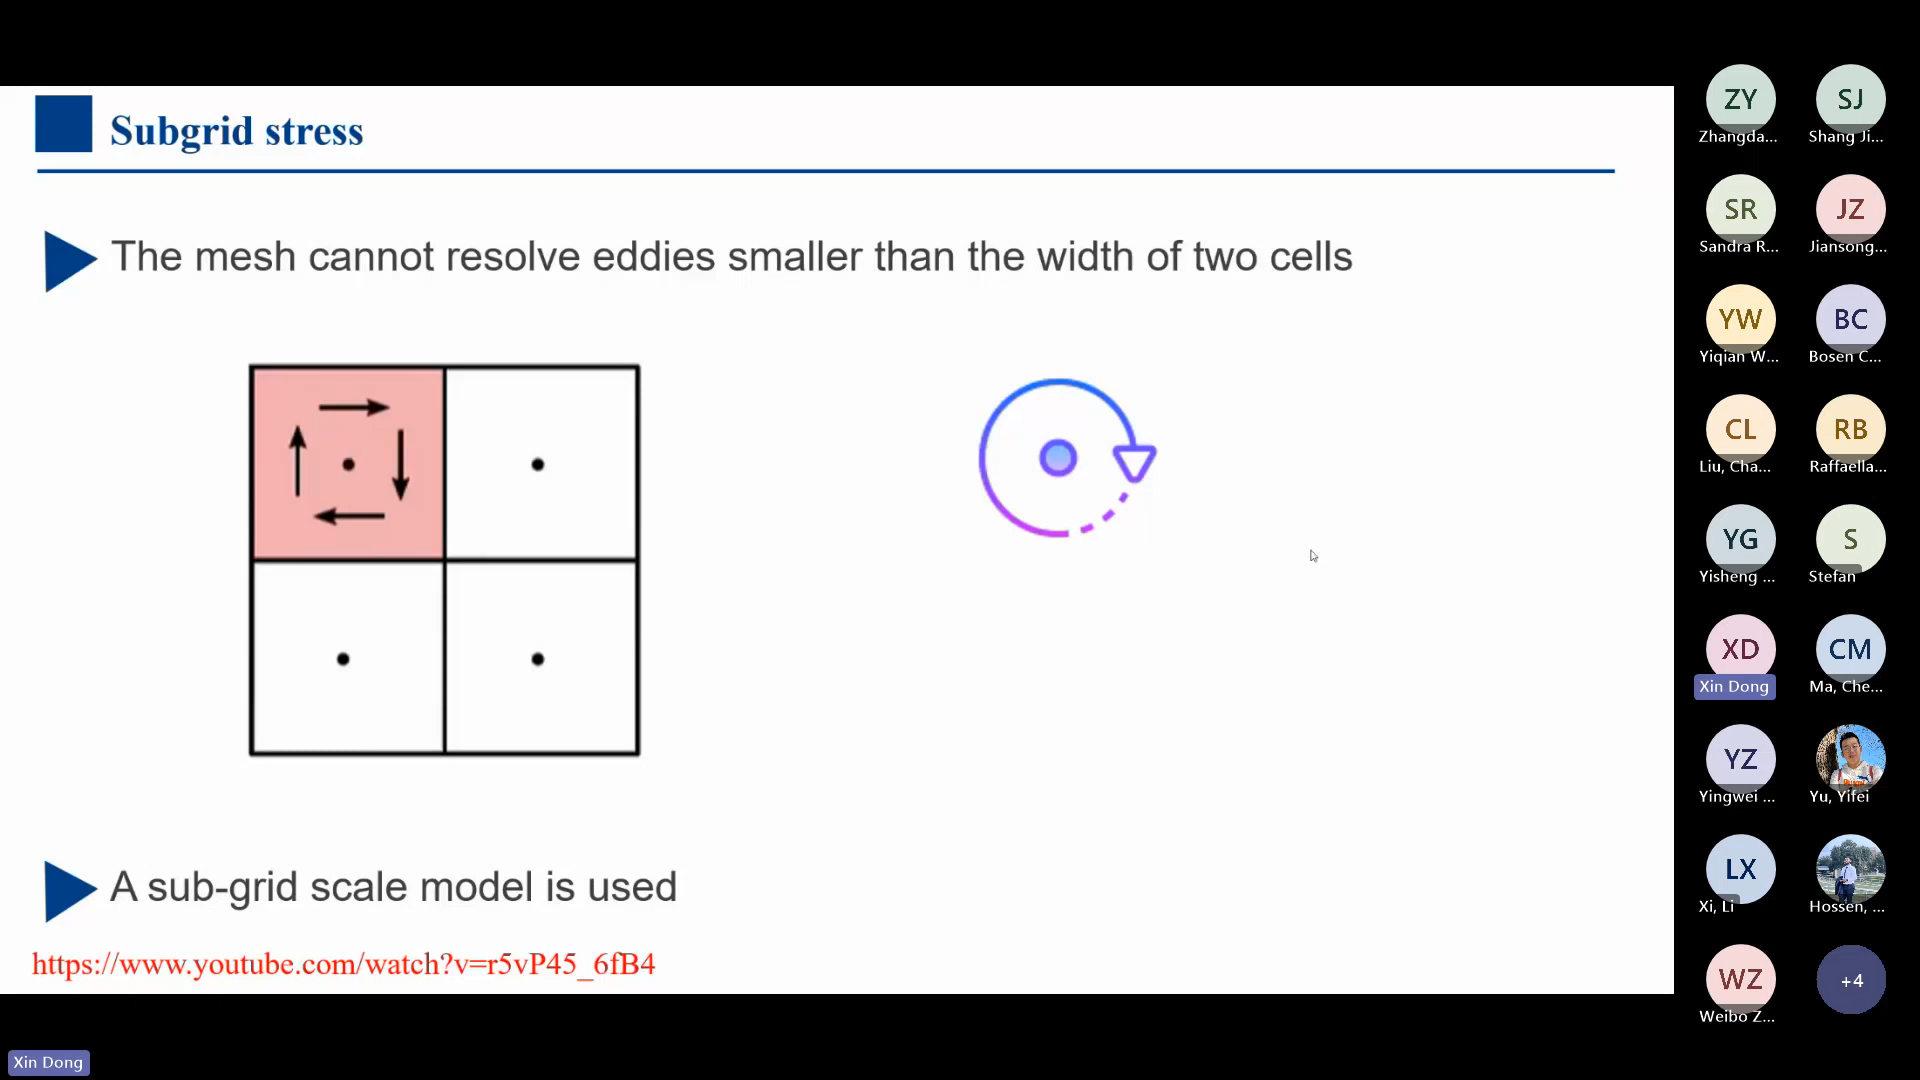 Subgrid stress
The mesh cannot resolve eddies smaller than the width of two cells
A sub-grid scale model is used
https://www.youtube.com/watch?v=r5vP45_6fB4
Xin Dong
ZY
Zhangda...
SJ
Shang Ji...
SR
Sandra R...
JZ
Jiansong...
YW
Yiqian W...
BC
Bosen C...
CL
Liu, Cha...
RB
Raffaella...
YG
Yisheng ...
S
Stefan
XD
Xin Dong
CM
Ma, Che...
YZ
Yingwei ...
Yu, Yifei
LX
Xi, Li
Hossen, ...
WZ
Weibo Z...
+4